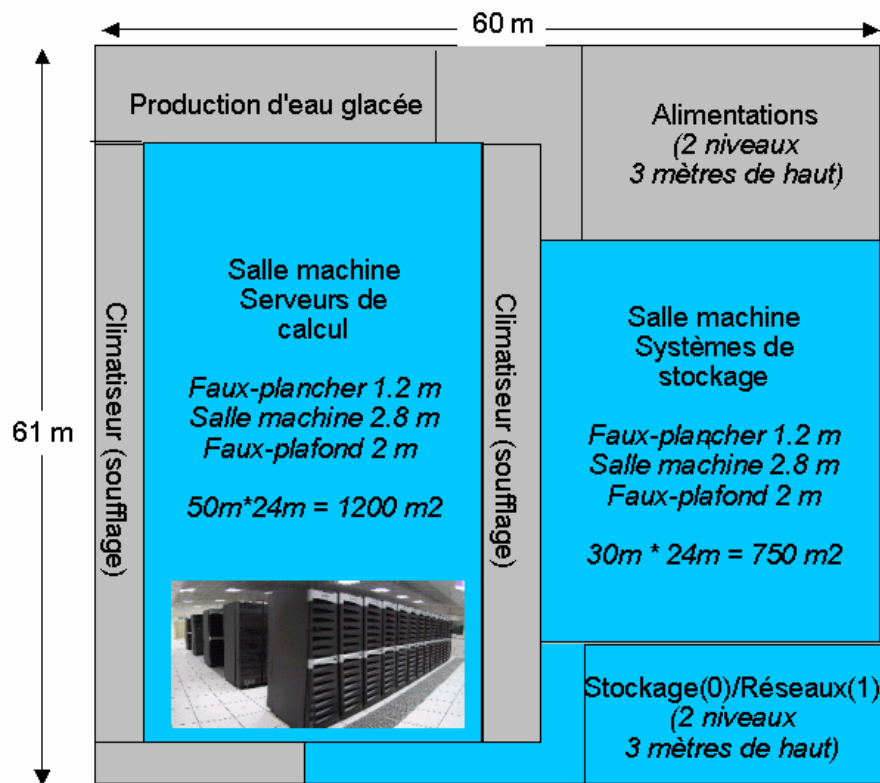 60 m
Production d'eau glacée
Alimentations
(2 niveaux
3 mètres de haut)
61 m
Climatiseur (soufflage)
Salle machine
Serveurs de
calcul
Faux-plancher 1.2 m
Salle machine 2.8 m
Faux-plafond 2 m
50m*24m = 1200 m2
Climatiseur (soufflage)
Salle machine
Systèmes de
stockage
Faux-plancher 1.2 m
Salle machine 2.8 m
Faux-plafond 2 m
30m * 24m = 750 m2
Stockage(0)/Réseaux(1)
(2 niveaux
3 mètres de haut)